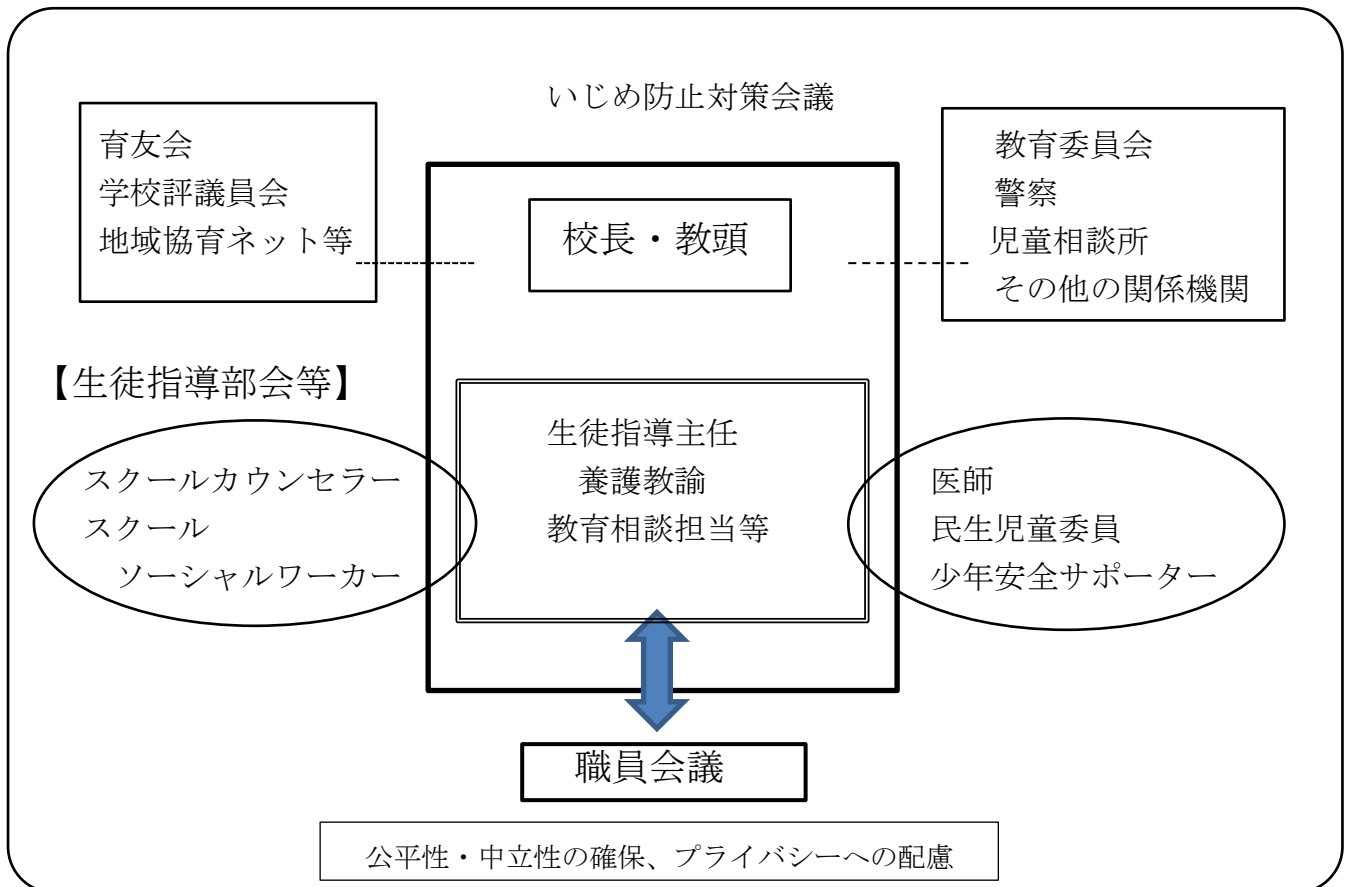 いじめ防止対策会議
育友会
学校評議員会
地域協育ネット等
校長・教頭
教育委員会
警察
児童相談所
その他の関係機関
【生徒指導部会等】
スクールカウンセラー
スクール
ソーシャルワーカー
生徒指導主任
養護教諭
教育相談担当等
医師
民生児童委員
少年安全サポーター
職員会議
公平性・中立性の確保、プライバシーへの配慮